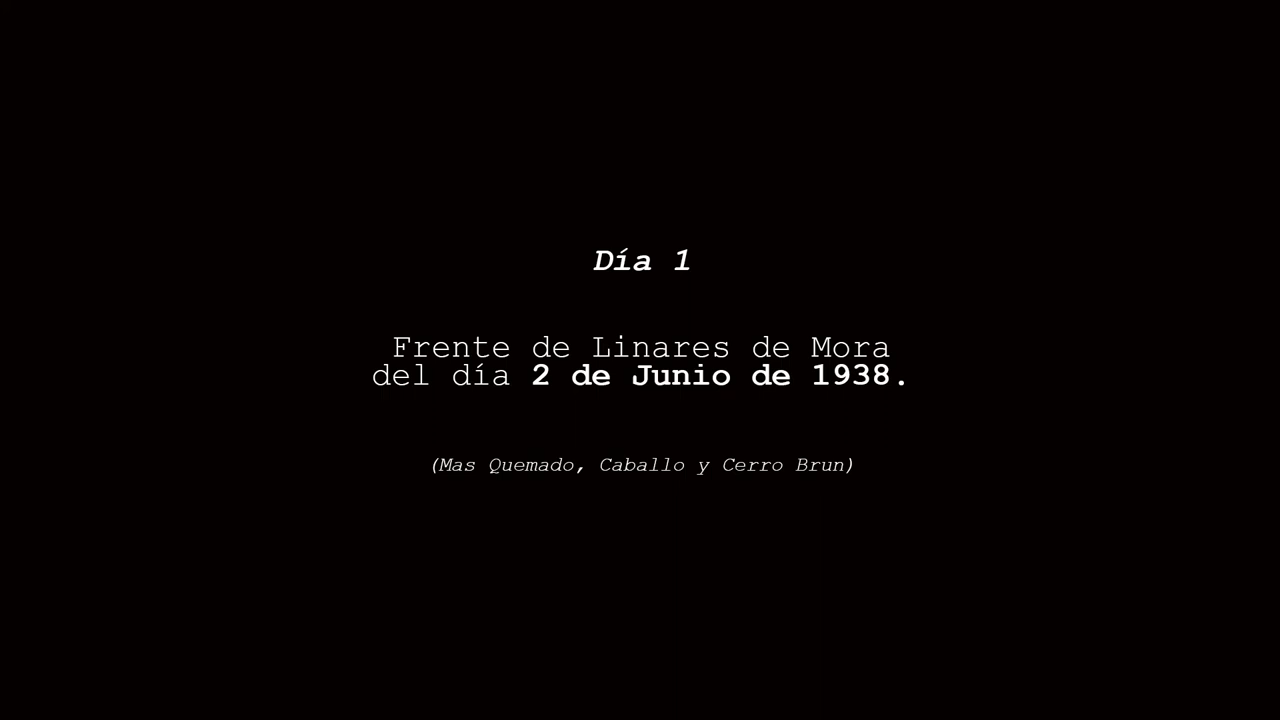 Día 1
Frente de Linares de Mora
del día 2 de Junio de 1938.
(Mas Quemado, Caballo y Cerro Brun)